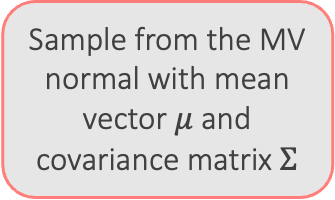 Sample from the MV
normal with mean
vector μ and
covariance matrix Σ